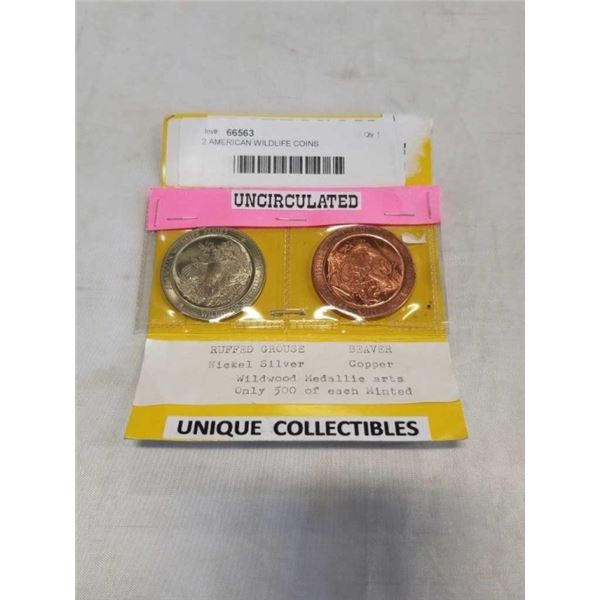 Inv#: 66563 Qty 1
2 AMERICAN WILDLIFE COINS
UNCIRCULATED
RUFFED GROUSE BEAVER
Nickel Silver Copper
Wildwood Medallic arts
Only 500 of each Minted
UNIQUE COLLECTIBLES